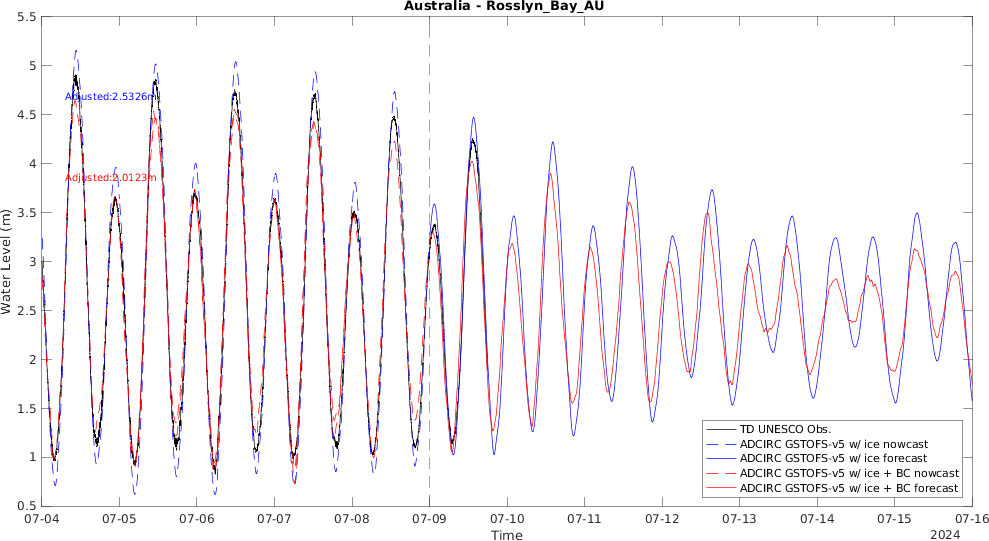 Australia - Rosslyn_Bay_AU
5.5
5
4.5
4
3.5
3
2.5
2
1.5
1
0.5
Water Level (m)
Adjusted:2.5326m
Adjusted:2.0123m
TD UNESCO Obs.
ADCIRC GSTOFS-v5 w/ ice nowcast
ADCIRC GSTOFS-v5 w/ ice forecast
ADCIRC GSTOFS-v5 w/ ice + BC nowcast
ADCIRC GSTOFS-v5 w/ ice + BC forecast
07-04 07-05 07-06 07-07 07-08 07-09 07-10 07-11 07-12 07-13 07-14 07-15 07-16
Time
2024